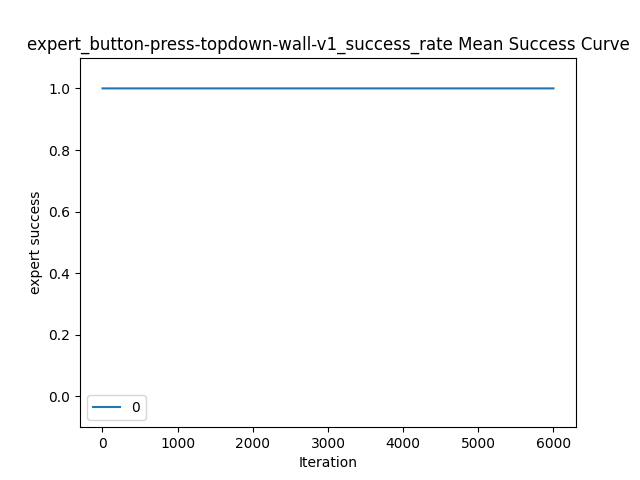 expert_button-press-topdown-wall-v1_success_rate Mean Success Curve
1.0
0.8
0.6
0.4
0.2
0.0
expert success
0
0 1000 2000 3000 4000 5000 6000
Iteration